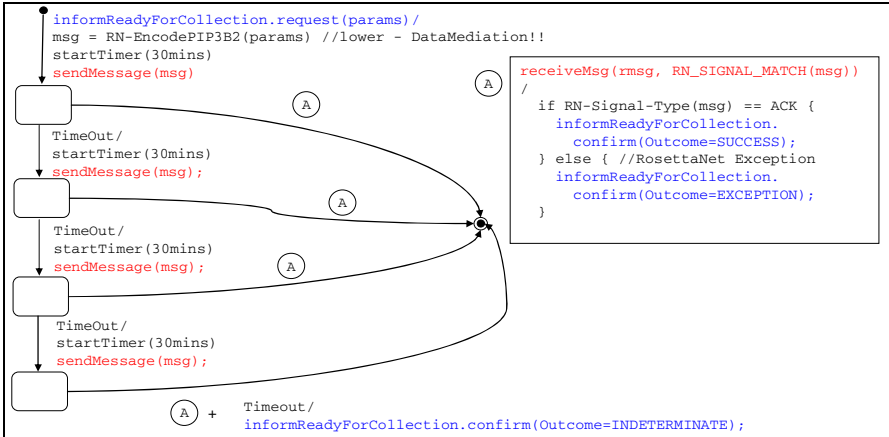 informReadyForCollection.request(params)/
msg = RN-EncodePIP3B2(params) //lower - DataMediation!!
startTimer(30mins)
sendMessage(msg)
A
A
receiveMsg(rmsg, RN_SIGNAL_MATCH(msg))
/
if RN-Signal-Type(msg) == ACK {
informReadyForCollection.
confirm(Outcome=SUCCESS);
} else { //RosettaNet Exception
informReadyForCollection.
confirm(Outcome=EXCEPTION);
}
TimeOut/
startTimer(30mins)
sendMessage(msg);
A
TimeOut/
startTimer(30mins)
sendMessage(msg);
A
TimeOut/
startTimer(30mins)
sendMessage(msg);
A + Timeout/
informReadyForCollection.confirm(Outcome=INDETERMINATE);